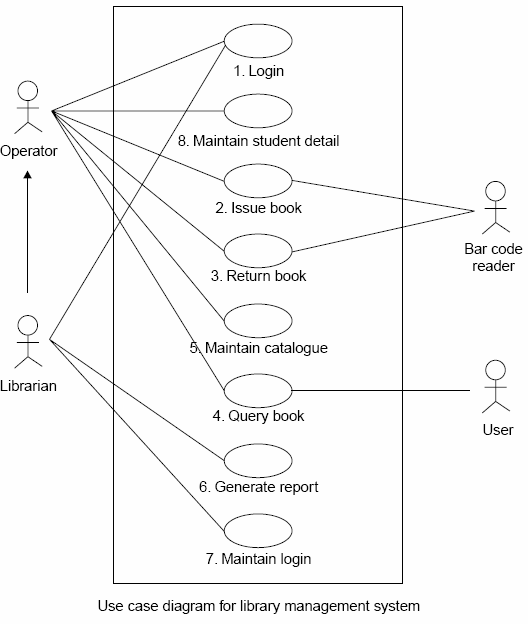 1. Login
8. Maintain student detail
Operator
2. Issue book
Bar code
reader
3. Return book
5. Maintain catalogue
Librarian
4. Query book
User
6. Generate report
7. Maintain login
Use case diagram for library management system